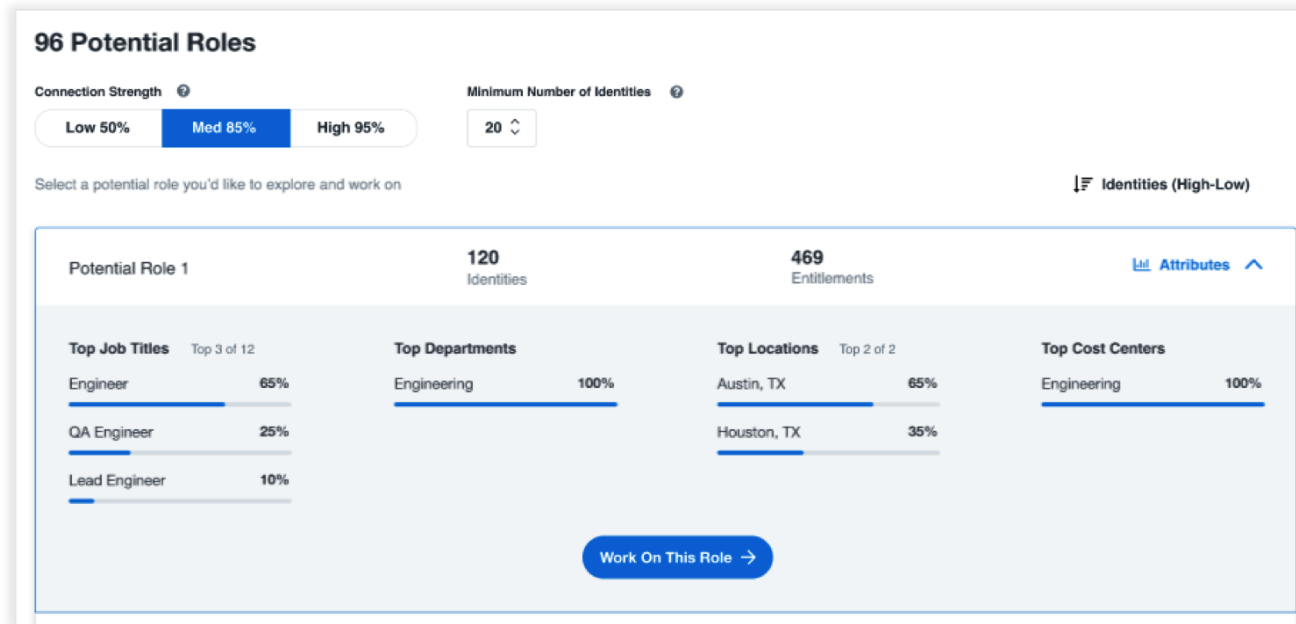 96 Potential Roles
Connection Strength
Minimum Number of Identities
Low 50% Med 85% High 95%
20
Select a potential role you'd like to explore and work on
Identities (High-Low)
Potential Role 1
120
Identities
469
Entitlements
Attributes
Top Job Titles Top 3 of 12
Engineer 65%
QA Engineer 25%
Lead Engineer 10%
Top Departments
Engineering 100%
Top Locations Top 2 of 2
Austin, TX 65%
Houston, TX 35%
Top Cost Centers
Engineering 100%
Work On This Role